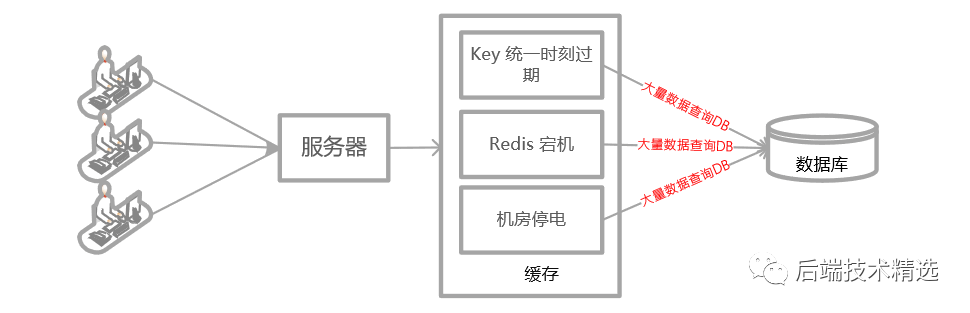 Key 统一时刻过
期
大量数据查询DB
服务器
Redis 宕机
大量数据查询DB
数据库
机房停电
大量数据查询DB
缓存
后端技术精选